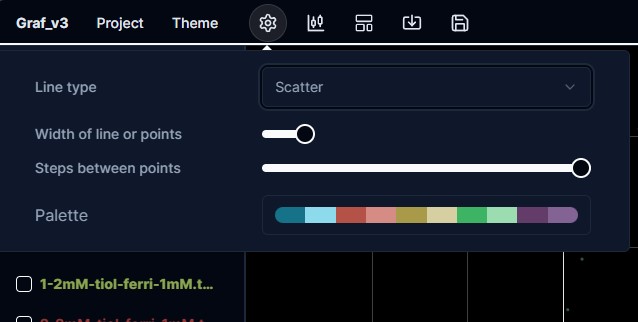 Graf_v3 Project Theme
Line type Scatter
Width of line or points
Steps between points
Palette
1-2mM-tiol-ferri-1mM.t...